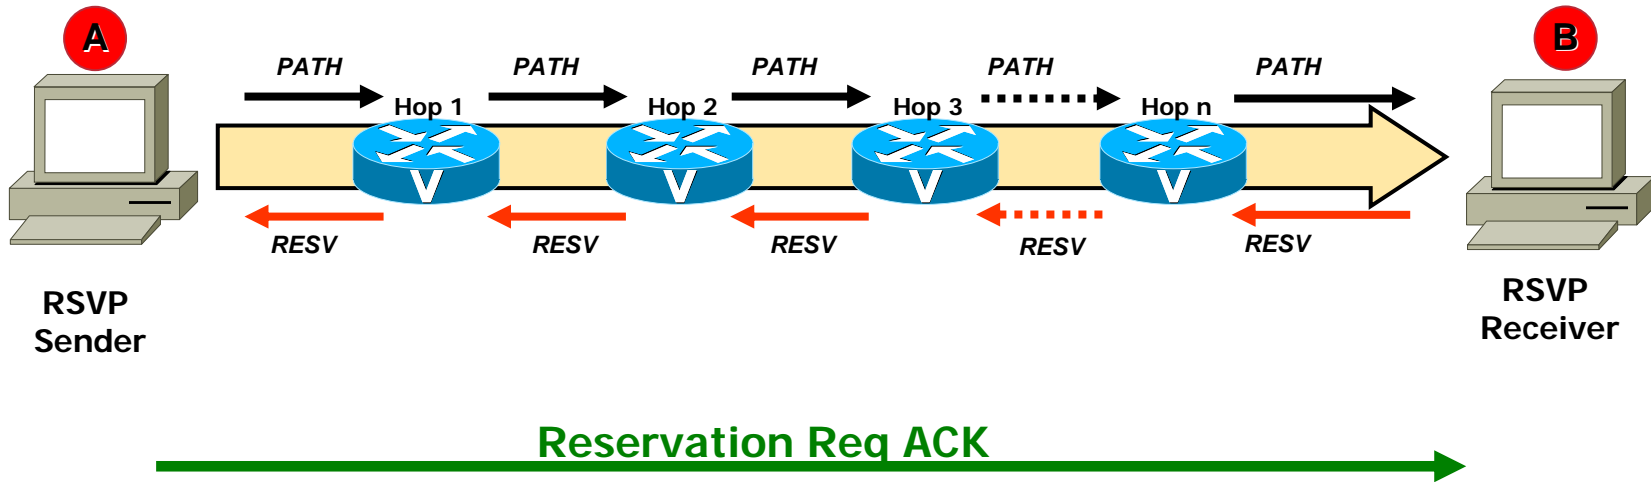 A
B
PATH
PATH
PATH
PATH
PATH
Hop 1
Hop 2
Hop 3
Hop n
V
V
V
V
RESV
RESV
RESV
RESV
RESV
RSVP
Sender
RSVP
Receiver
Reservation Req ACK